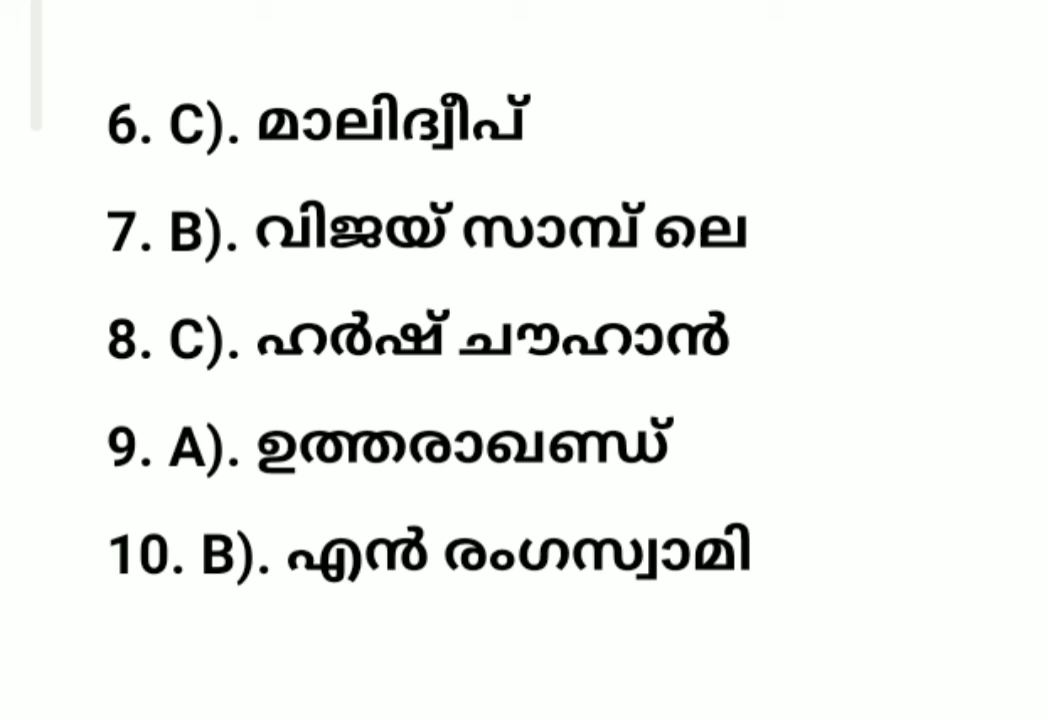 6. C). മാലിദ്വീപ്
7. B). വിജയ് സാമ്പ് ലെ
8. C). ഹർഷ് ചൗഹാൻ
9. A). ഉത്തരാഖണ്ഡ്
10. B). എൻ രംഗസ്വാമി